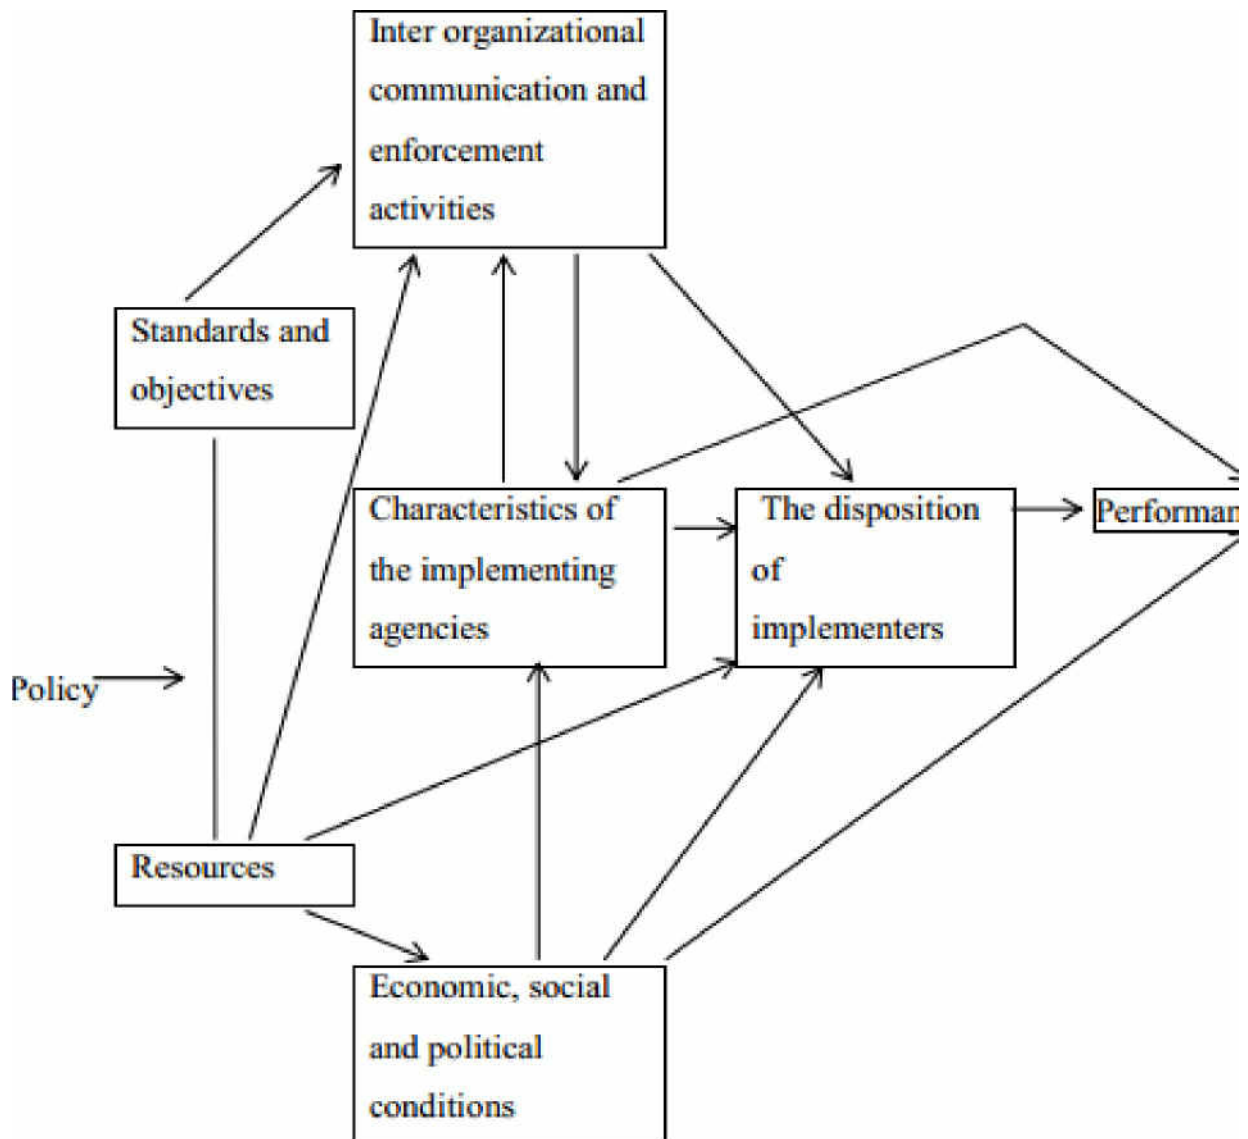 Inter organizational
communication and
enforcement
activities
Standards and
objectives
Characteristics of
the implementing
agencies
The disposition
of
implementers
Performan
Policy
Resources
Economic, social
and political
conditions